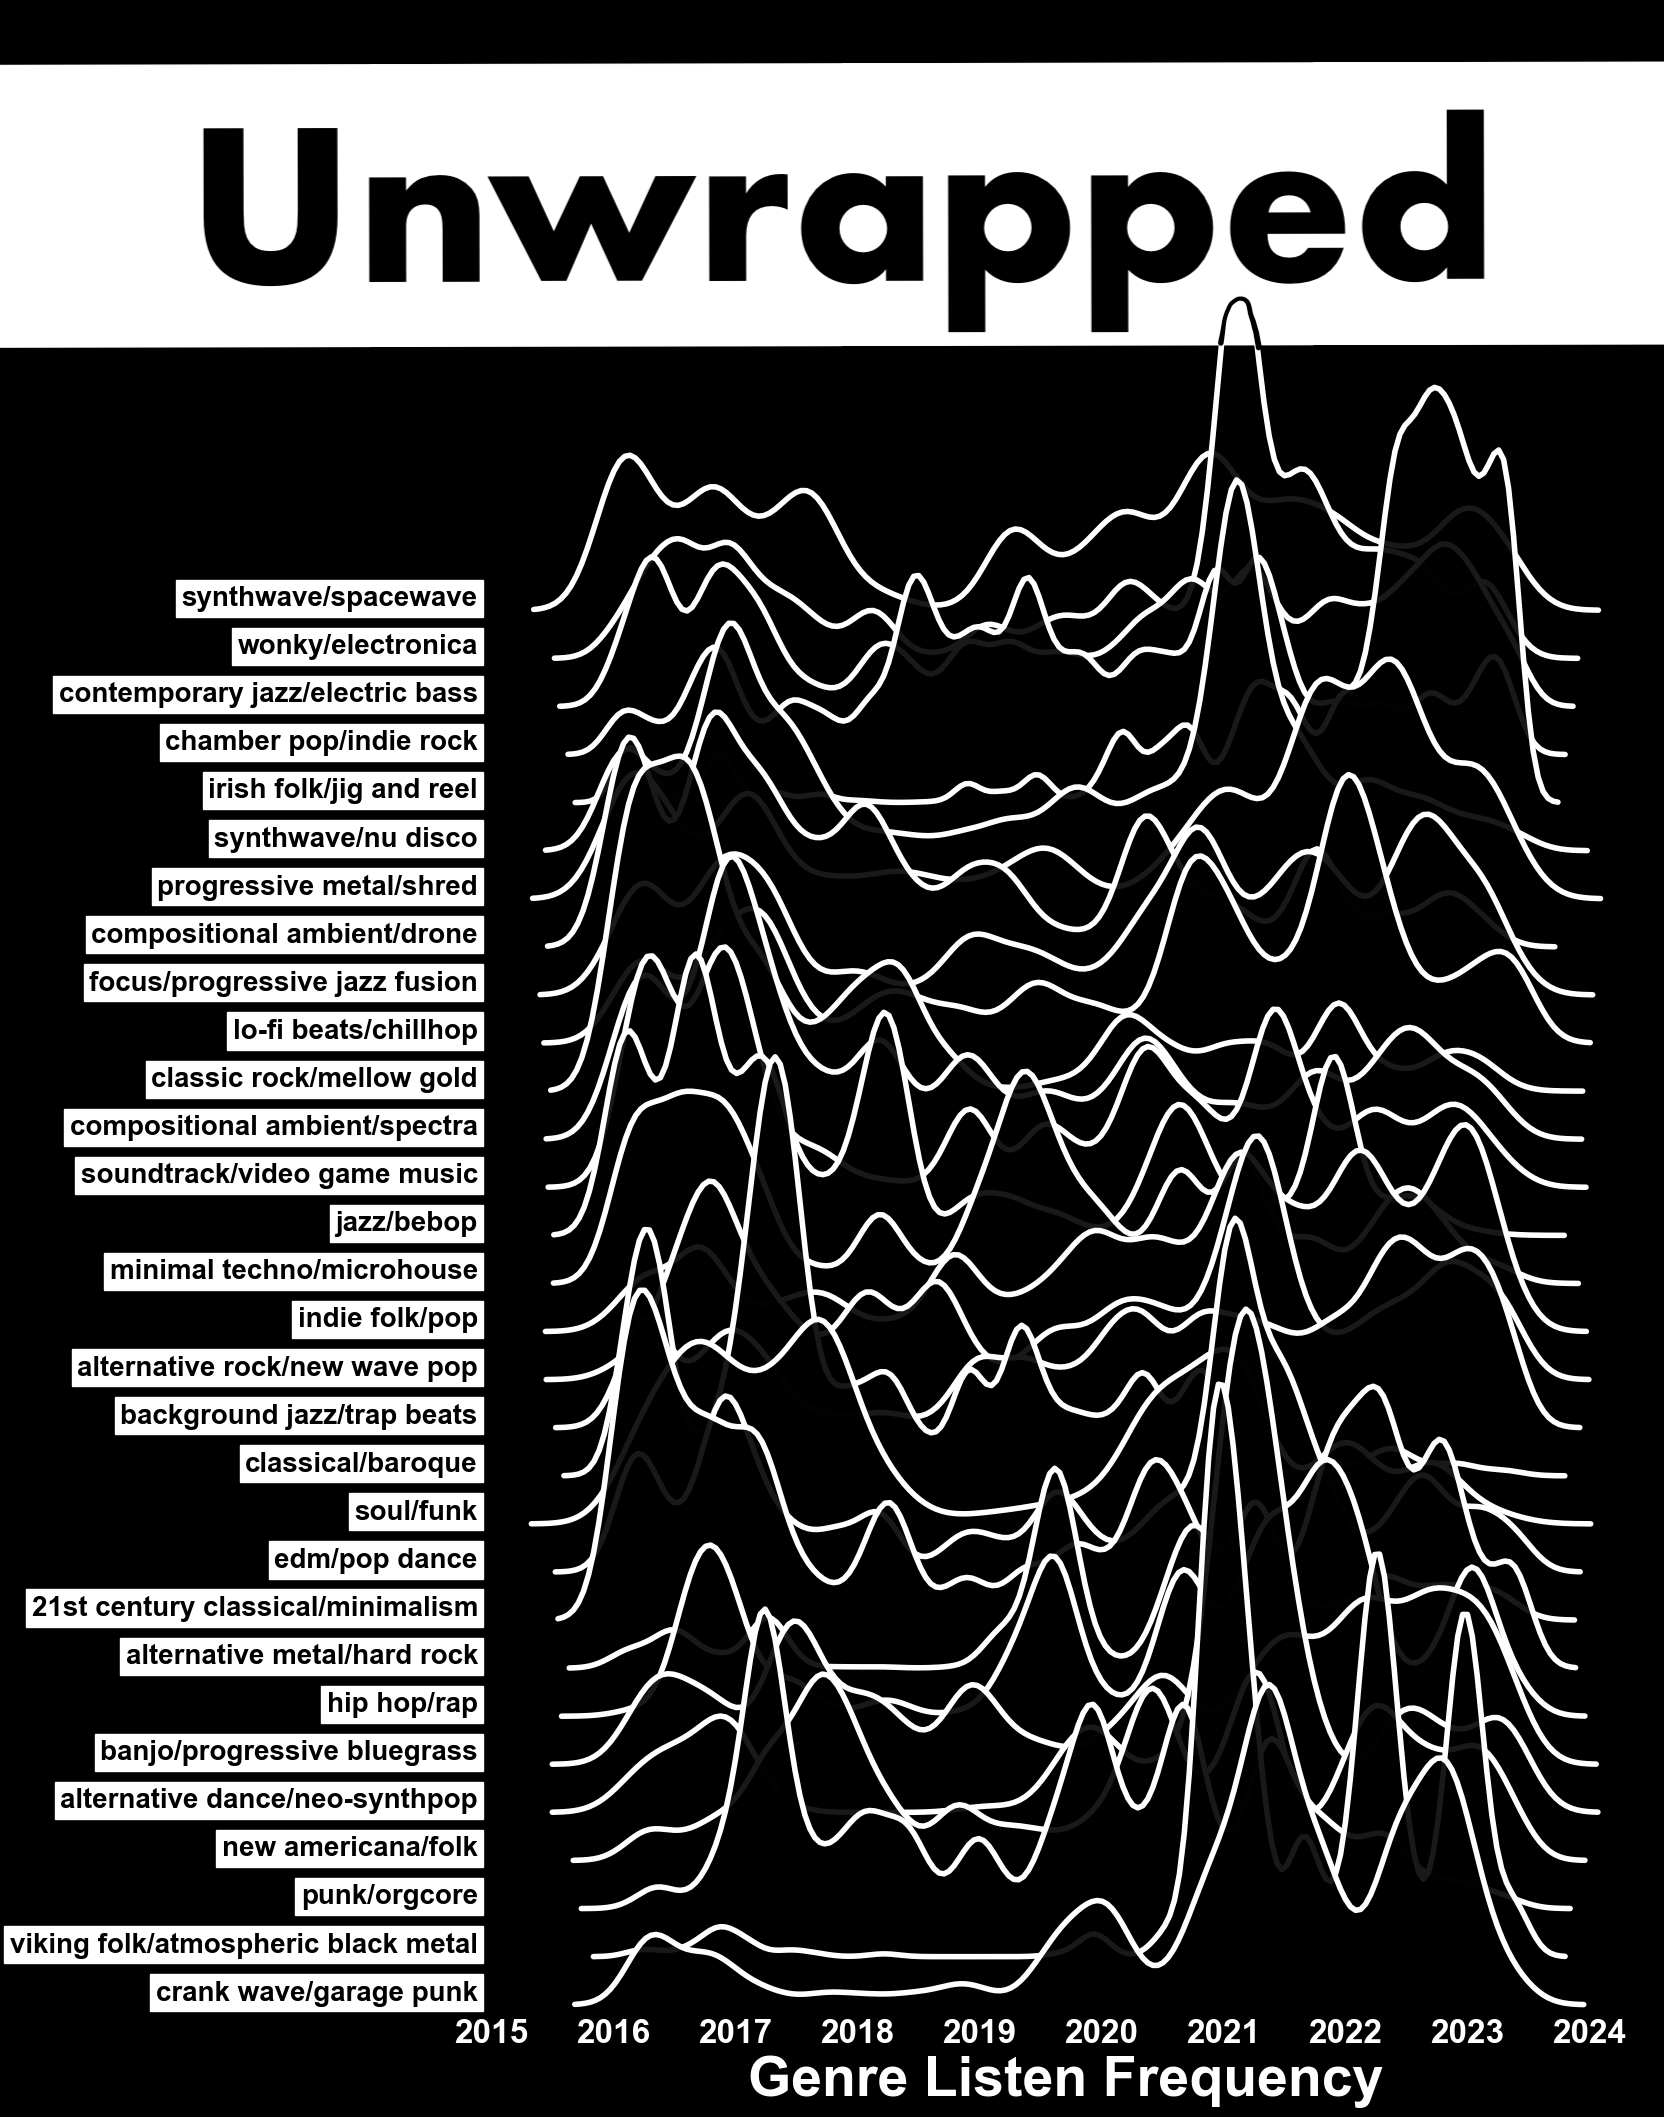 Unwrapped
synthwave/spacewave
wonky/electronica
contemporary jazz/electric bass
chamber pop/indie rock
irish folk/jig and reel
synthwave/nu disco
progressive metal/shred
compositional ambient/drone
focus/progressive jazz fusion
lo-fi beats/chillhop
classic rock/mellow gold
compositional ambient/spectra
soundtrack/video game music
jazz/bebop
minimal techno/microhouse
indie folk/pop
alternative rock/new wave pop
background jazz/trap beats
classical/baroque
soul/funk
edm/pop dance
21st century classical/minimalism
alternative metal/hard rock
hip hop/rap
banjo/progressive bluegrass
alternative dance/neo-synthpop
new americana/folk
punk/orgcore
viking folk/atmospheric black metal
crank wave/garage punk
2015 2016 2017 2018 2019 2020 2021 2022 2023 2024
Genre Listen Frequency